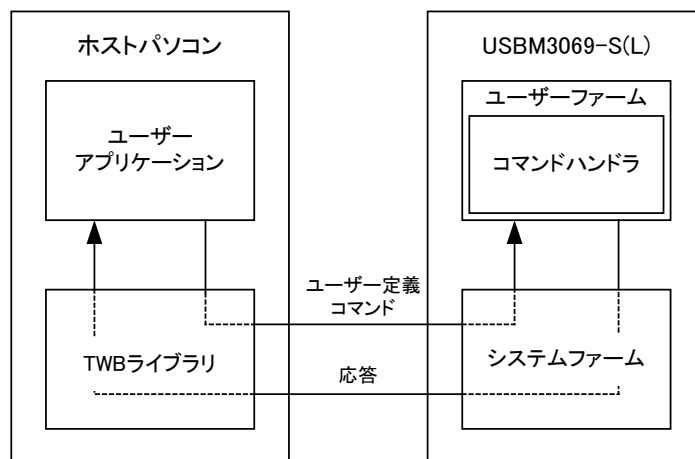 ホストパソコン
USBM3069-S(L)
ユーザー
アプリケーション
ユーザーファーム
コマンドハンドラ
ユーザー定義
コマンド
TWBライブラリ
応答
システムファーム